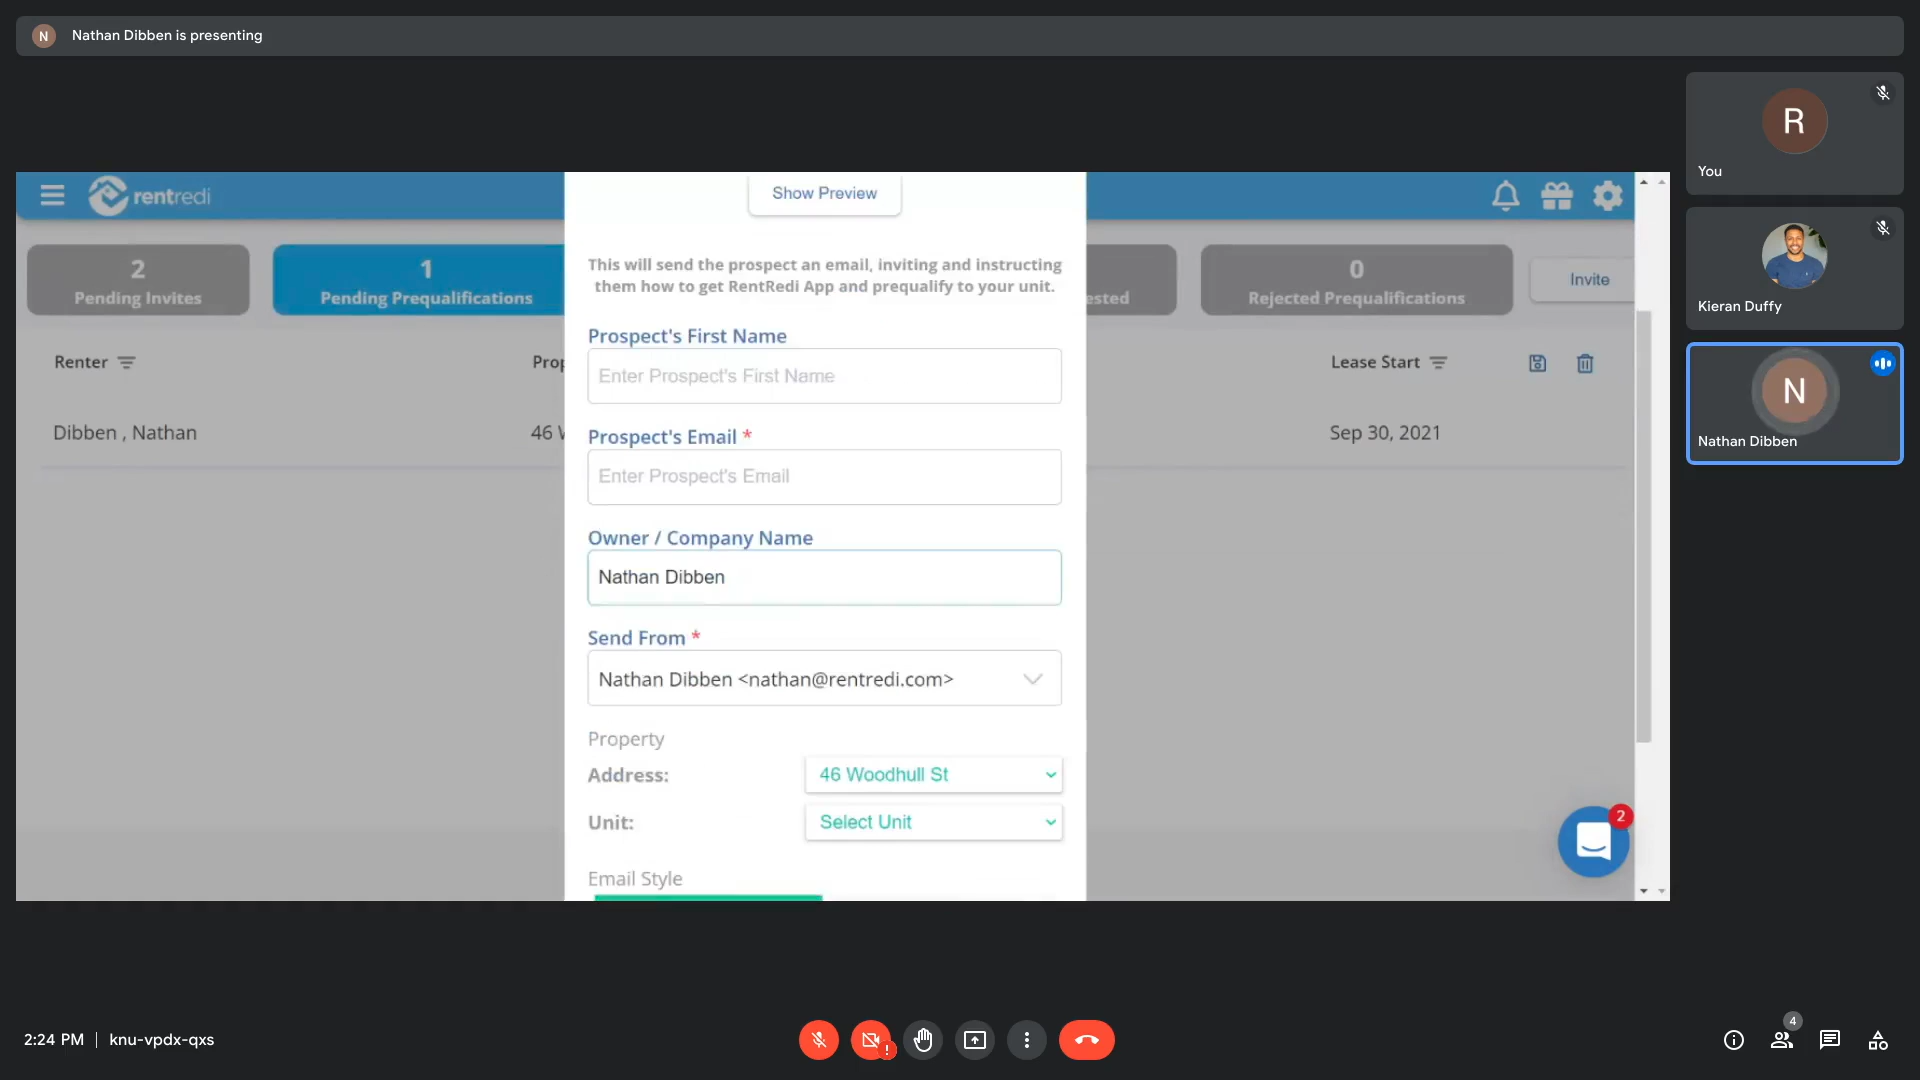 N
Nathan Dibben is presenting
R
You
Kieran Duffy
N
Nathan Dibben
rentredi
Show Preview
2
Pending Invites
1
Pending Prequalifications
ested
0
Rejected Prequalifications
Invite
This will send the prospect an email, inviting and instructing
them how to get RentRedi App and prequalify to your unit.
Renter
Prop
Lease Start
Dibben , Nathan
46
Sep 30, 2021
Prospect's First Name
Enter Prospect's First Name
Prospect's Email *
Enter Prospect's Email
Owner / Company Name
Nathan Dibben
Send From *
Nathan Dibben <nathan@rentredi.com>
Property
Address:
46 Woodhull St
Unit:
Select Unit
Email Style
2
2:24 PM | knu-vpdx-qxs
!
4